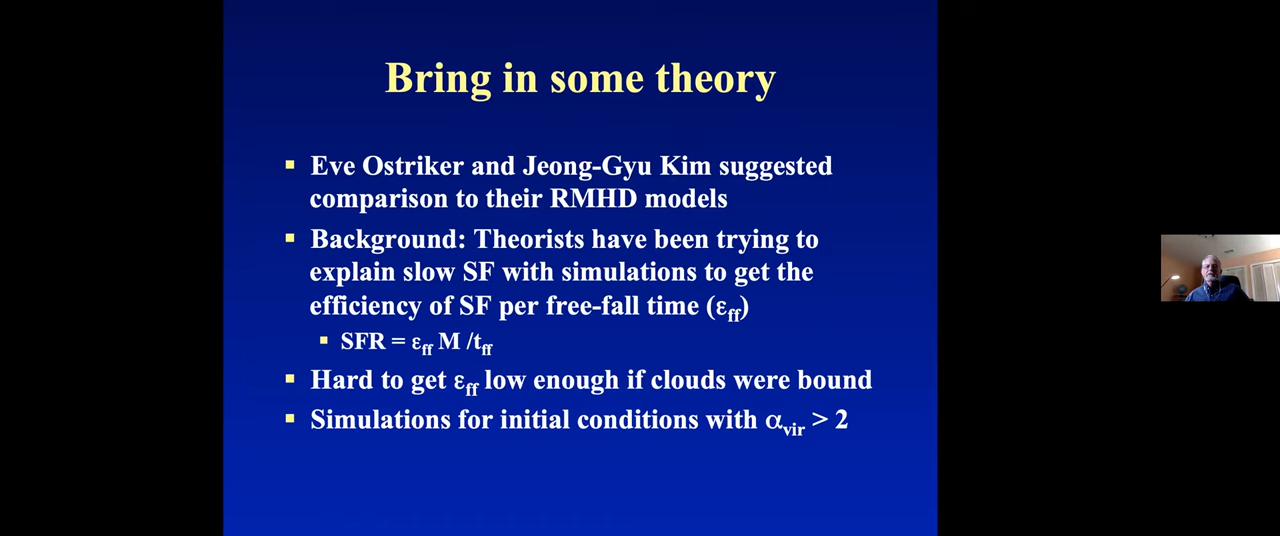 Bring in some theory
Eve Ostriker and Jeong-Gyu Kim suggested
comparison to their RMHD models
Background: Theorists have been trying to
explain slow SF with simulations to get the
efficiency of SF per free-fall time (εff)
SFR = εff M /tff
Hard to get εff low enough if clouds were bound
Simulations for initial conditions with αvir > 2